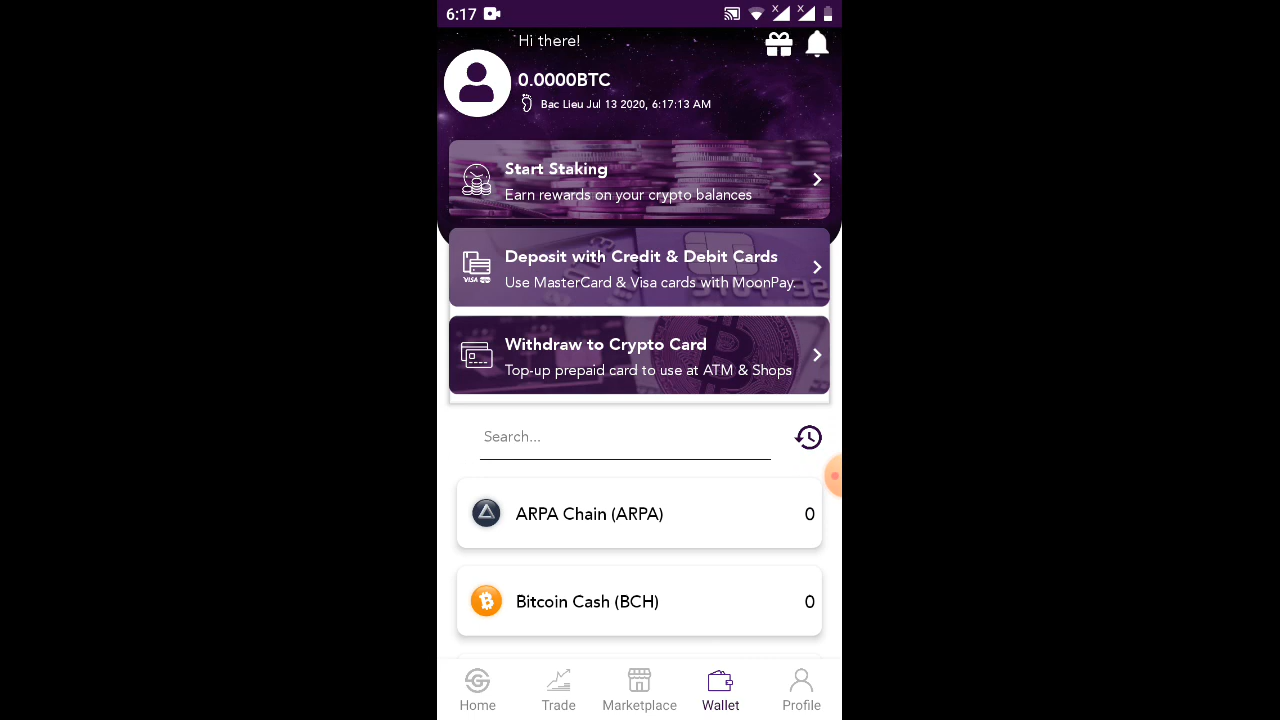 6:17
Hi there!
0.0000BTC
Bac Lieu Jul 13 2020, 6:17:13 AM
Start Staking
Earn rewards on your crypto balances
Deposit with Credit & Debit Cards
Use MasterCard & Visa cards with MoonPay.
VISA
Withdraw to Crypto Card
Top-up prepaid card to use at ATM & Shops
Search...
ARPA Chain (ARPA) 0
Bitcoin Cash (BCH) 0
Home Trade Marketplace Wallet Profile